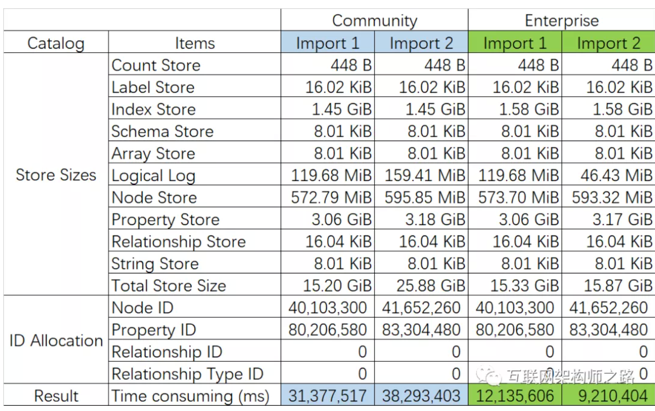 Community Enterprise
Catalog Items Import 1 Import 2 Import 1 Import 2
Count Store 448 B 448 B 448 B 448 B
Label Store 16.02 KiB 16.02 KiB 16.02 KiB 16.02 KiB
Index Store 1.45 GiB 1.45 GiB 1.58 GiB 1.58 GiB
Schema Store 8.01 KiB 8.01 KiB 8.01 KiB 8.01 KiB
Array Store 8.01 KiB 8.01 KiB 8.01 KiB 8.01 KiB
Store Sizes Logical Log 119.68 MiB 159.41 MiB 119.68 MiB 46.43 MiB
Node Store 572.79 MiB 595.85 MiB 573.70 MiB 593.32 MiB
Property Store 3.06 GiB 3.18 GiB 3.06 GiB 3.17 GiB
Relationship Store 16.04 KiB 16.04 KiB 16.04 KiB 16.04 KiB
String Store 8.01 KiB 8.01 KiB 8.01 KiB 8.01 KiB
Total Store Size 15.20 GiB 25.88 GiB 15.33 GiB 15.87 GiB
Node ID 40,103,300 41,652,260 40,103,300 41,652,260
Property ID 80,206,580 83,304,480 80,206,580 83,304,480
ID Allocation Relationship ID 0 0 0 0
Relationship Type ID 0 0 0 0
互联网架构师之路
Result Time consuming (ms) 31,377,517 38,293,403 12,135,606 9,210,404